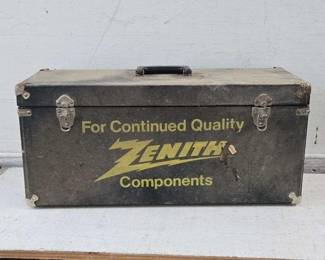 For Continued Quality
ZENITH
Components